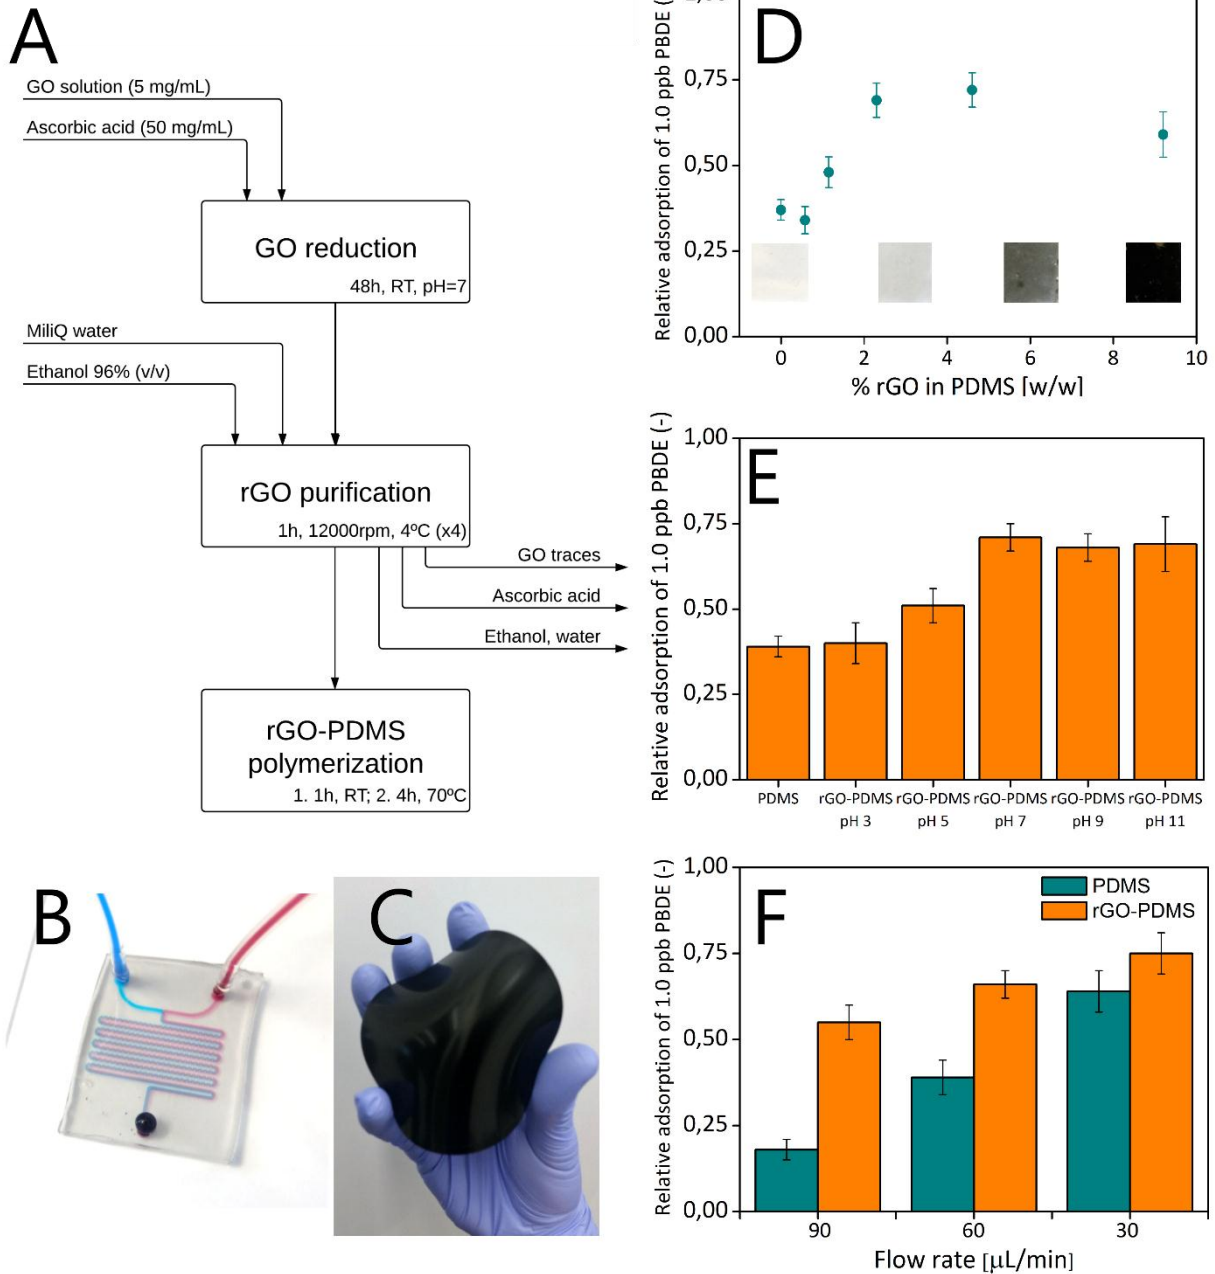 A
GO solution (5 mg/mL)
Ascorbic acid (50 mg/mL)
GO reduction
48h, RT, pH=7
MiliQ water
Ethanol 96% (v/v)
rGO purification
1h, 12000rpm, 4ºC (x4)
GO traces
Ascorbic acid
Ethanol, water
rGO-PDMS
polymerization
1. 1h, RT; 2. 4h, 70ºC
B
C
D
Relative adsorption of 1.0 ppb PBDE (
0,75
0,50
0,25
0,00
0 2 4 6 8 10
% rGO in PDMS [w/w]
E
Relative adsorption of 1.0 ppb PBDE (-)
1,00
0,75
0,50
0,25
0,00
PDMS rGO-PDMS rGO-PDMS rGO-PDMS rGO-PDMS rGO-PDMS
pH 3 pH 5 pH 7 pH 9 pH 11
F
Relative adsorption of 1.0 ppb PBDE (-)
1,00
0,75
0,50
0,25
0,00
PDMS
rGO-PDMS
90 60 30
Flow rate [µL/min]